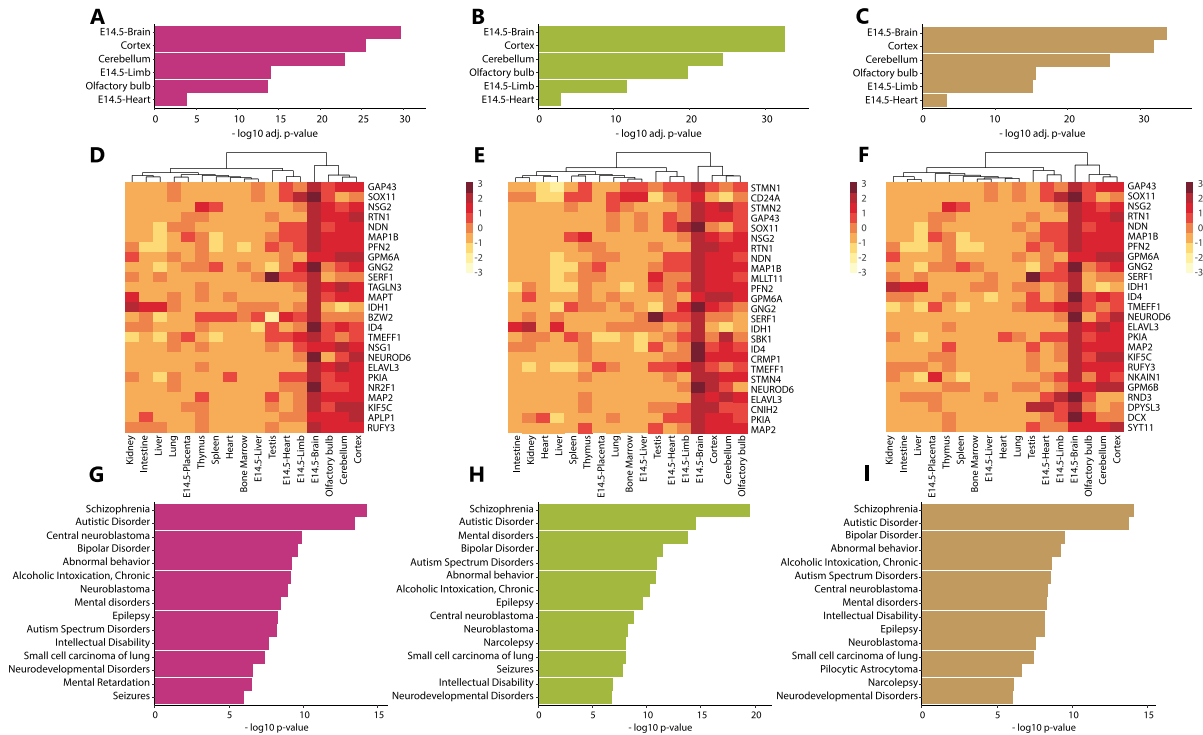 A
E14.5-Brain
Cortex
Cerebellum
E14.5-Limb
Olfactory bulb
E14.5-Heart
0 5 10 15 20 25 30
- log10 adj. p-value
B
E14.5-Brain
Cortex
Cerebellum
Olfactory bulb
E14.5-Limb
E14.5-Heart
0 10 20 30
- log10 adj. p-value
C
E14.5-Brain
Cortex
Cerebellum
Olfactory bulb
E14.5-Limb
E14.5-Heart
0 10 20 30
- log10 adj. p-value
D
GAP43
SOX11
NSG2
RTN1
NDN
MAP1B
PFN2
GPM6A
GNG2
SERF1
TAGLN3
MAPT
IDH1
BZW2
ID4
TMEFF1
NSG1
NEUROD6
ELAVL3
PKIA
NR2F1
MAP2
KIF5C
APLP1
RUFY3
Kidney
Intestine
Liver
Lung
E14.5-Placenta
Thymus
Spleen
Heart
Bone Marrow
E14.5-Liver
Testis
E14.5-Heart
E14.5-Limb
E14.5-Brain
Olfactory bulb
Cerebellum
Cortex
3
2
1
0
-1
-2
-3
E
STMN1
CD24A
STMN2
GAP43
SOX11
NSG2
RTN1
NDN
MAP1B
MLLT11
PFN2
GPM6A
GNG2
SERF1
IDH1
SBK1
ID4
CRMP1
TMEFF1
STMN4
NEUROD6
ELAVL3
CNIH2
PKIA
MAP2
Intestine
Kidney
Heart
Liver
Spleen
Thymus
E14.5-Placenta
Lung
Bone Marrow
E14.5-Liver
Testis
E14.5-Heart
E14.5-Limb
E14.5-Brain
Cortex
Cerebellum
Olfactory bulb
3
2
1
0
-1
-2
-3
F
GAP43
SOX11
NSG2
RTN1
NDN
MAP1B
PFN2
GPM6A
GNG2
SERF1
IDH1
ID4
TMEFF1
NEUROD6
ELAVL3
PKIA
MAP2
KIF5C
RUFY3
NKAIN1
GPM6B
RND3
DPYSL3
DCX
SYT11
Kidney
Intestine
Liver
E14.5-Placenta
Thymus
Spleen
Bone Marrow
E14.5-Liver
Heart
Lung
Testis
E14.5-Heart
E14.5-Limb
E14.5-Brain
Olfactory bulb
Cerebellum
Cortex
3
2
1
0
-1
-2
-3
G
Schizophrenia
Autistic Disorder
Central neuroblastoma
Bipolar Disorder
Abnormal behavior
Alcoholic Intoxication, Chronic
Neuroblastoma
Mental disorders
Epilepsy
Autism Spectrum Disorders
Intellectual Disability
Small cell carcinoma of lung
Neurodevelopmental Disorders
Mental Retardation
Seizures
0 5 10 15
- log10 p-value
H
Schizophrenia
Autistic Disorder
Mental disorders
Bipolar Disorder
Autism Spectrum Disorders
Abnormal behavior
Alcoholic Intoxication, Chronic
Epilepsy
Central neuroblastoma
Neuroblastoma
Narcolepsy
Small cell carcinoma of lung
Seizures
Intellectual Disability
Neurodevelopmental Disorders
0 5 10 15 20
- log10 p-value
I
Schizophrenia
Autistic Disorder
Bipolar Disorder
Abnormal behavior
Alcoholic Intoxication, Chronic
Autism Spectrum Disorders
Central neuroblastoma
Mental disorders
Intellectual Disability
Epilepsy
Neuroblastoma
Small cell carcinoma of lung
Pilocytic Astrocytoma
Narcolepsy
Neurodevelopmental Disorders
0 5 10 15
- log10 p-value